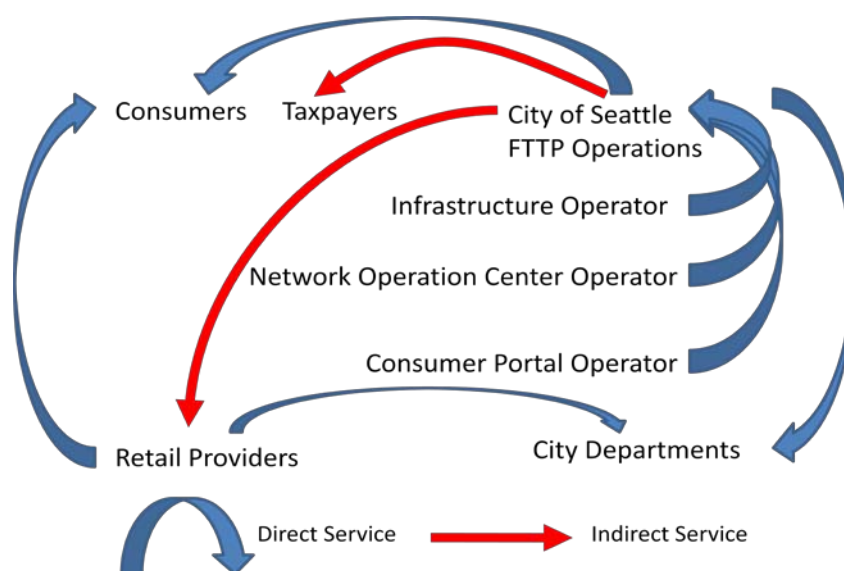 Consumers
Taxpayers
City of Seattle
FTTP Operations
Infrastructure Operator
Network Operation Center Operator
Consumer Portal Operator
Retail Providers
City Departments
Direct Service
Indirect Service